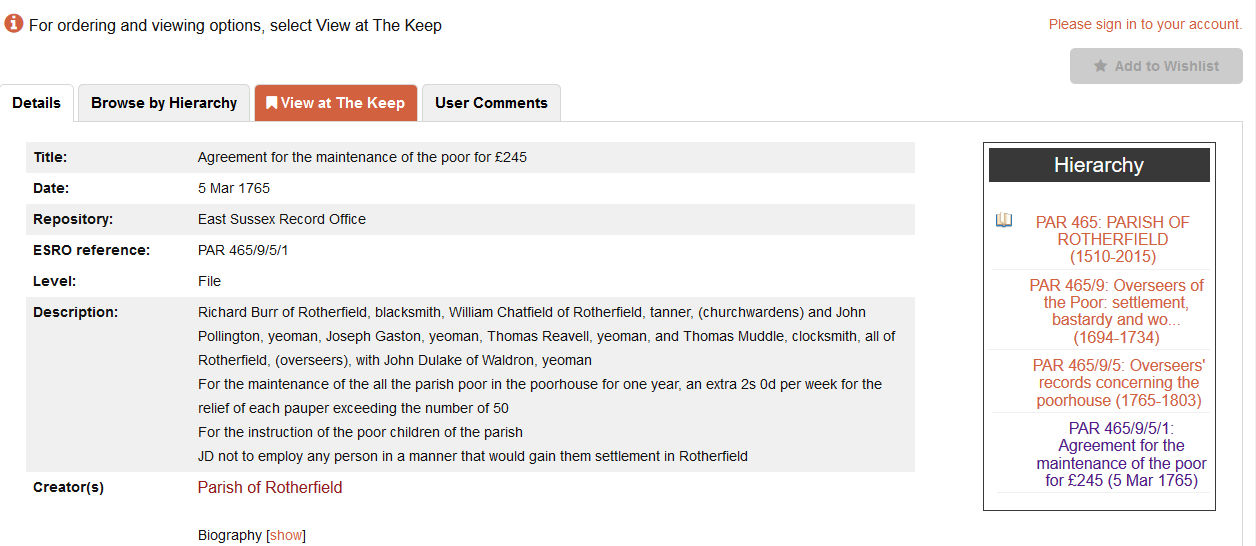 For ordering and viewing options, select View at The Keep
Please sign in to your account.
Add to Wishlist
Details
Browse by Hierarchy
View at The Keep
User Comments
Title: Agreement for the maintenance of the poor for £245
Date: 5 Mar 1765
Repository: East Sussex Record Office
ESRO reference: PAR 465/9/5/1
Level: File
Description: Richard Burr of Rotherfield, blacksmith, William Chatfield of Rotherfield, tanner, (churchwardens) and John
Pollington, yeoman, Joseph Gaston, yeoman, Thomas Reavell, yeoman, and Thomas Muddle, clocksmith, all of
Rotherfield, (overseers), with John Dulake of Waldron, yeoman
For the maintenance of the all the parish poor in the poorhouse for one year, an extra 2s 0d per week for the
relief of each pauper exceeding the number of 50
For the instruction of the poor children of the parish
JD not to employ any person in a manner that would gain them settlement in Rotherfield
Creator(s) Parish of Rotherfield
Biography [show]
Hierarchy
PAR 465: PARISH OF
ROTHERFIELD
(1510-2015)
PAR 465/9: Overseers of
the Poor: settlement,
bastardy and wo...
(1694-1734)
PAR 465/9/5: Overseers'
records concerning the
poorhouse (1765-1803)
PAR 465/9/5/1:
Agreement for the
maintenance of the poor
for £245 (5 Mar 1765)